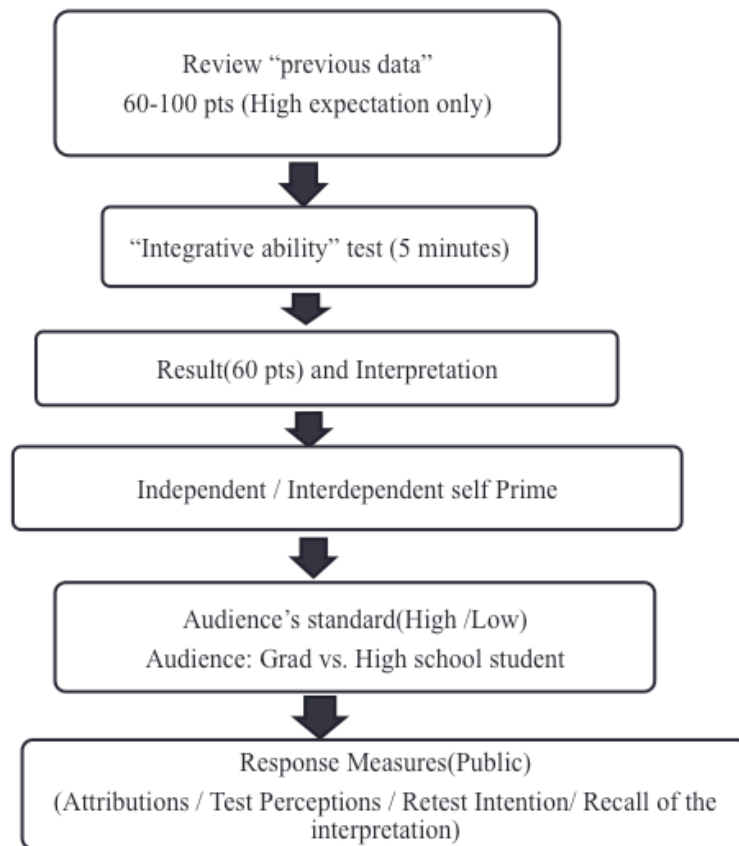 Review “previous data”
60-100 pts (High expectation only)
“Integrative ability” test (5 minutes)
Result(60 pts) and Interpretation
Independent / Interdependent self Prime
Audience’s standard(High /Low)
Audience: Grad vs. High school student
Response Measures(Public)
(Attributions / Test Perceptions / Retest Intention/ Recall of the
interpretation)